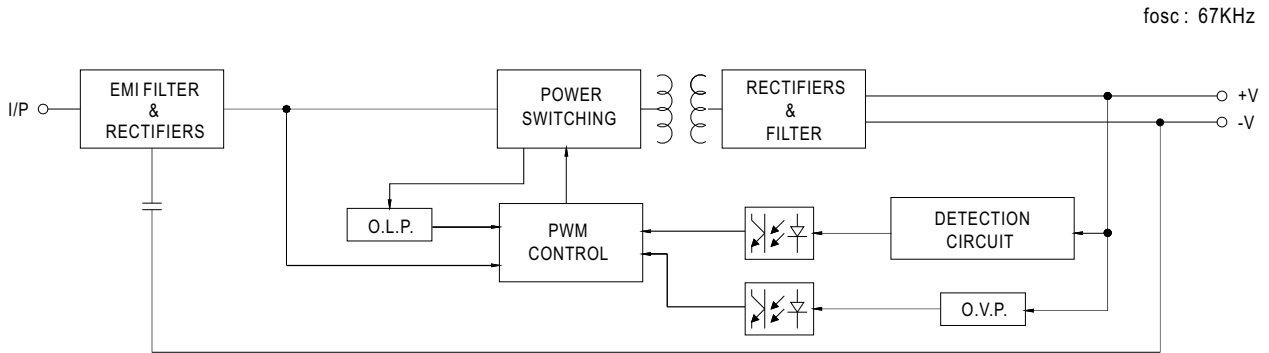 fosc : 67KHz
I/P
EMI FILTER
&
RECTIFIERS
POWER
SWITCHING
RECTIFIERS
&
FILTER
+V
-V
O.L.P.
PWM
CONTROL
DETECTION
CIRCUIT
O.V.P.